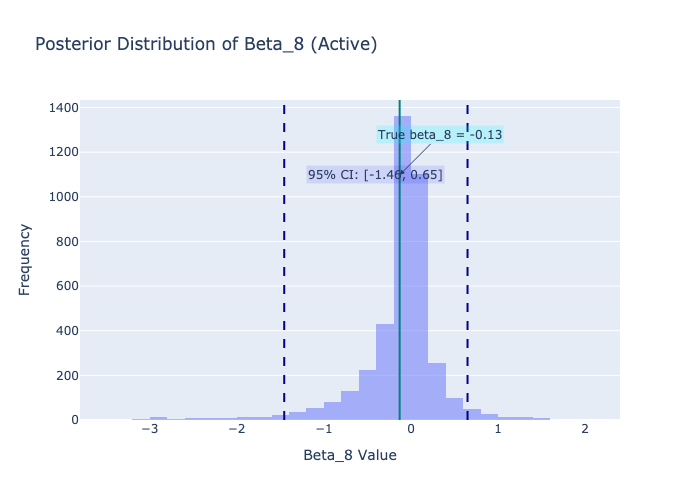 Posterior Distribution of Beta_8 (Active)
1400
True beta_8 = -0.13
1200
95% CI: [-1.46, 0.65]
1000
800
600
400
200
0
Frequency
−3
−2
−1
0
1
2
Beta_8 Value